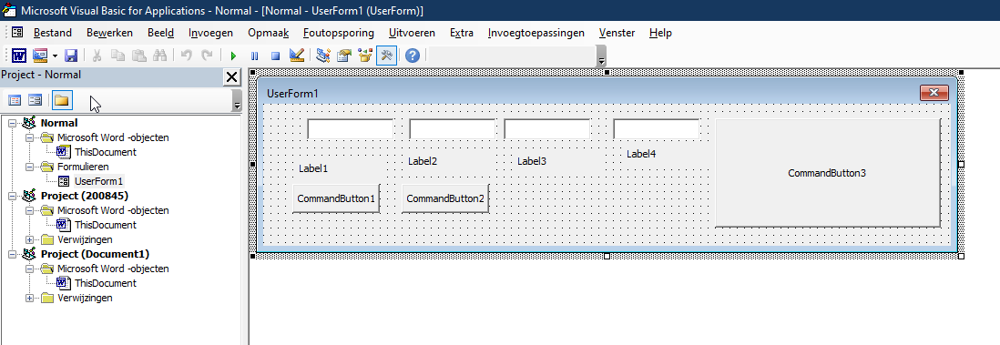 Microsoft Visual Basic for Applications - Normal - [Normal - UserForm1 (UserForm)]
Bestand Bewerken Beeld Invoegen Opmaak Foutopsporing Uitvoeren Extra Invoegtoepassingen Venster Help
Project - Normal
Normal
Microsoft Word -objecten
ThisDocument
Formulieren
UserForm1
Project (200845)
Microsoft Word -objecten
ThisDocument
Verwijzingen
Project (Document1)
Microsoft Word -objecten
ThisDocument
Verwijzingen
UserForm1
Label1 Label2 Label3 Label4
CommandButton1 CommandButton2
CommandButton3